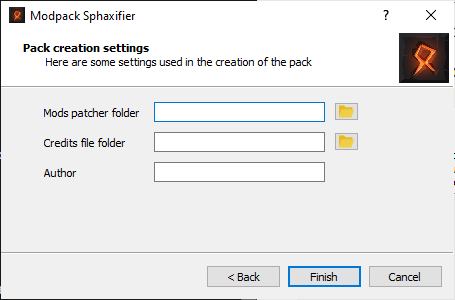 Modpack Sphaxifier
?
Pack creation settings
Here are some settings used in the creation of the pack
Mods patcher folder
Credits file folder
Author
< Back
Finish
Cancel